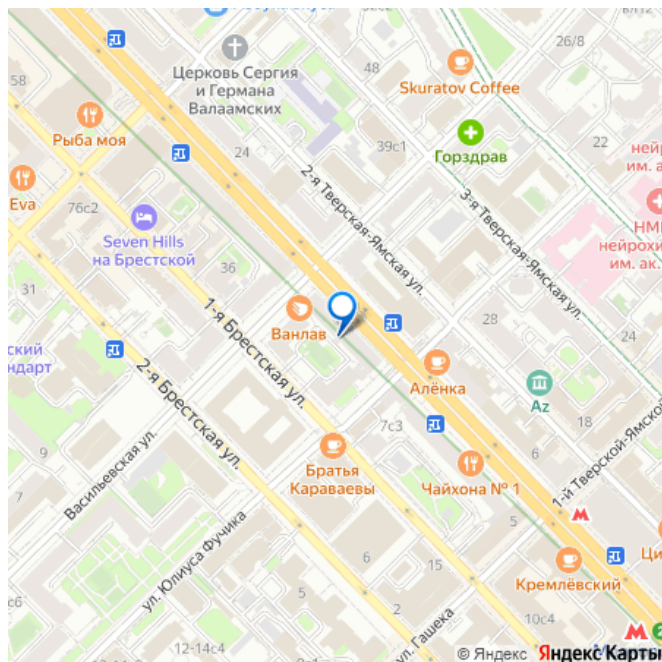 58
Церковь Сергия
и Германа
Валаамских
48
26/8
Skuratov Coffee
Рыба моя
24
39с1
Горздрав
22
2-я Тверская-Ямская ул.
3-я Тверская-Ямская ул.
Eva
76с2
Seven Hills
на Брестской
36
31
1-я Брестская ул.
Ванлав
28
2-я Брестская ул.
Алёнка
Az
18
7с3
6
9
Васильевская ул.
Братья
Караваевы
Чайхона № 1
1-й Тверской-Ямской
7
5
ул. Юлиуса Фучика
6
15
Кремлёвский
12-14с4
ул. Гашека
10с4
© Яндекс Яндекс Карты